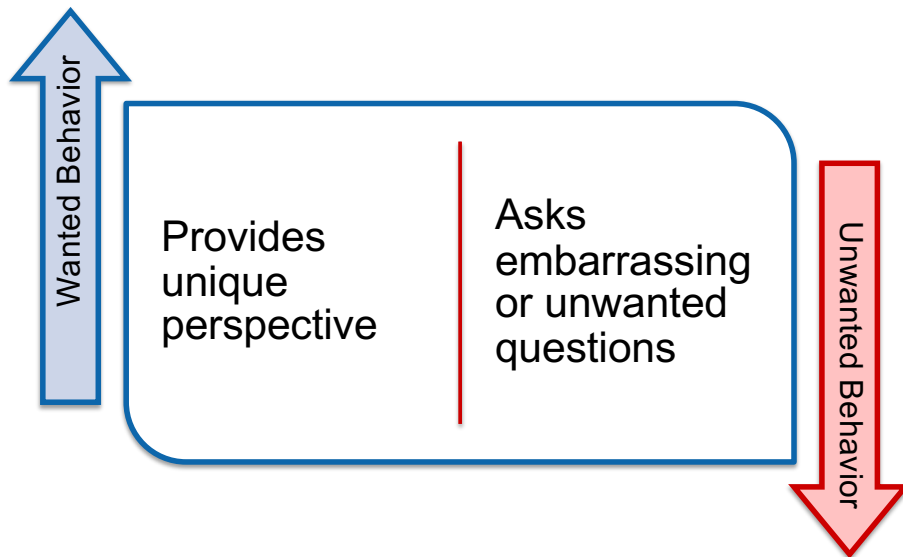 Wanted Behavior
Provides
unique
perspective
Asks
embarrassing
or unwanted
questions
Unwanted Behavior